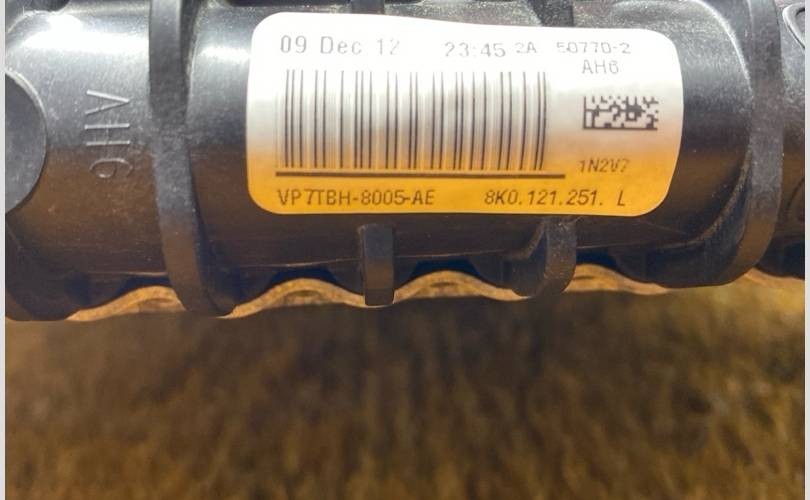 09 Dec 12 23:45 2A 50770-2
AH6
AH6
1N2V7
VP7TBH-8005-AE 8K0.121.251. L